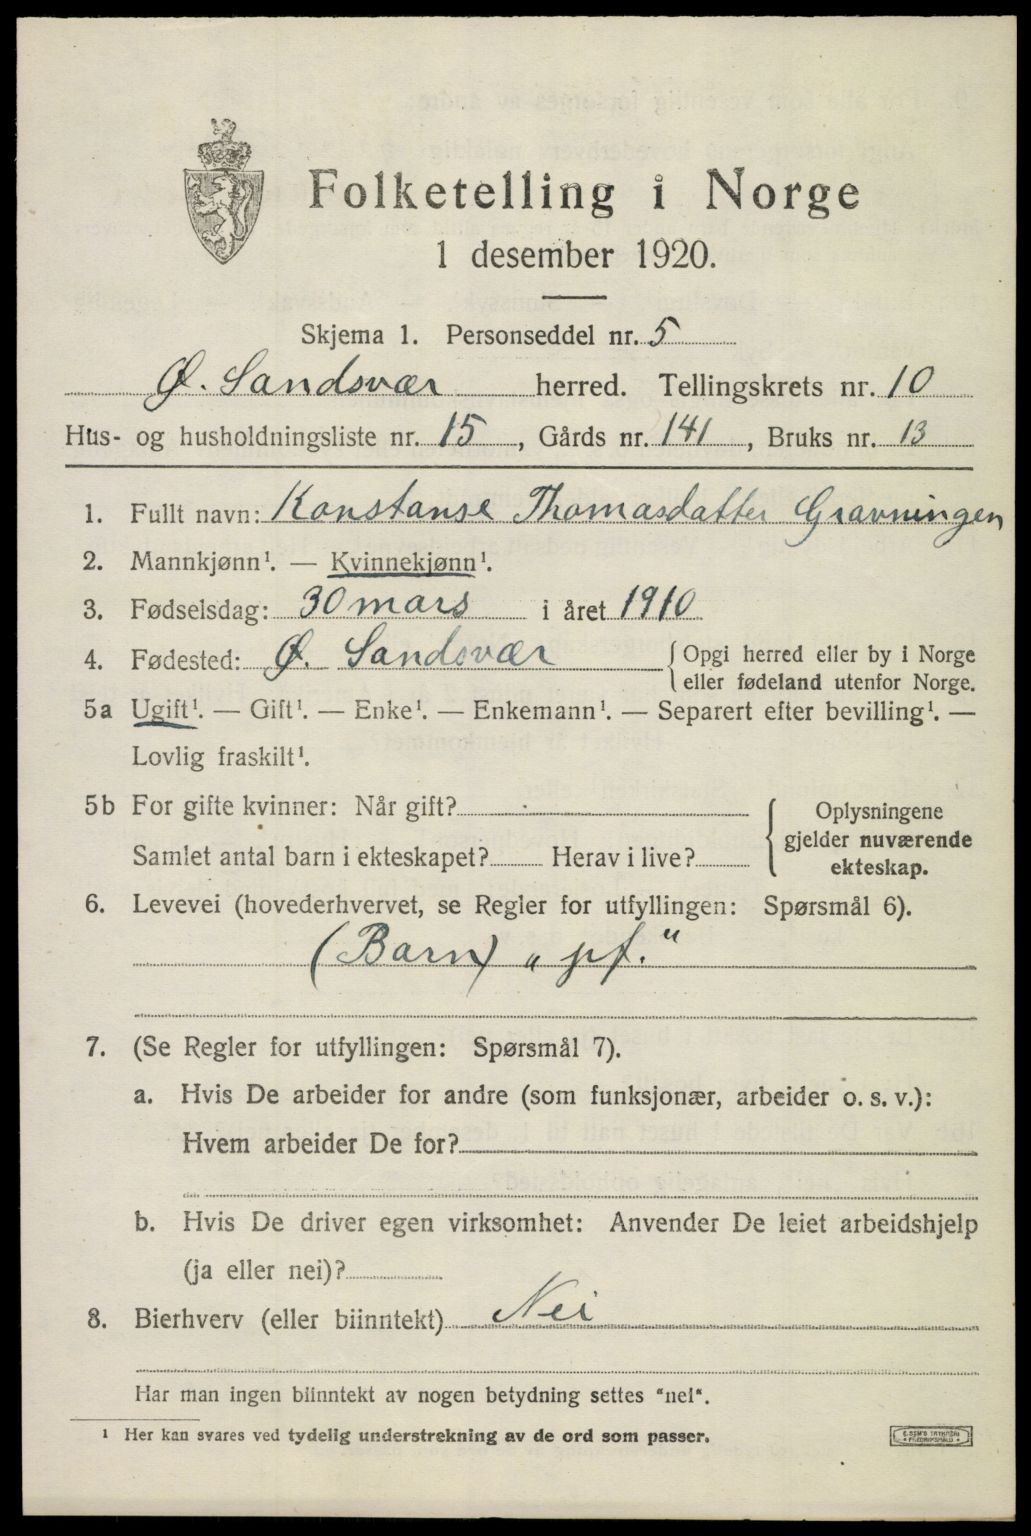 Folketelling i Norge
1 desember 1920.
Skjema 1. Personseddel nr. 5
Ø. Sandsvær herred. Tellingskrets nr. 10
Hus- og husholdningsliste nr. 15, Gårds nr. 141, Bruks nr. 13
1. Fullt navn: Konstanse Thomasdatter Gravningen
2. Mannkjønn¹. — Kvinnekjønn¹.
3. Fødselsdag: 30 mars i året 1910
4. Fødested: Ø. Sandsvær { Opgi herred eller by i Norge
eller fødeland utenfor Norge.
5a Ugift¹. — Gift¹. — Enke¹. — Enkemann¹. — Separert efter bevilling¹. —
Lovlig fraskilt¹.
5b For gifte kvinner: Når gift?
Samlet antal barn i ekteskapet? Herav i live?
{ Oplysningene
gjelder nuværende
ekteskap.
6. Levevei (hovederhvervet, se Regler for utfyllingen: Spørsmål 6).
(Barn) „pf."
7. (Se Regler for utfyllingen: Spørsmål 7).
a. Hvis De arbeider for andre (som funksjonær, arbeider o. s. v.):
Hvem arbeider De for?
b. Hvis De driver egen virksomhet: Anvender De leiet arbeidshjelp
(ja eller nei)?
8. Bierhverv (eller biinntekt) Nei
Har man ingen biinntekt av nogen betydning settes "nei".
¹ Her kan svares ved tydelig understrekning av de ord som passer.